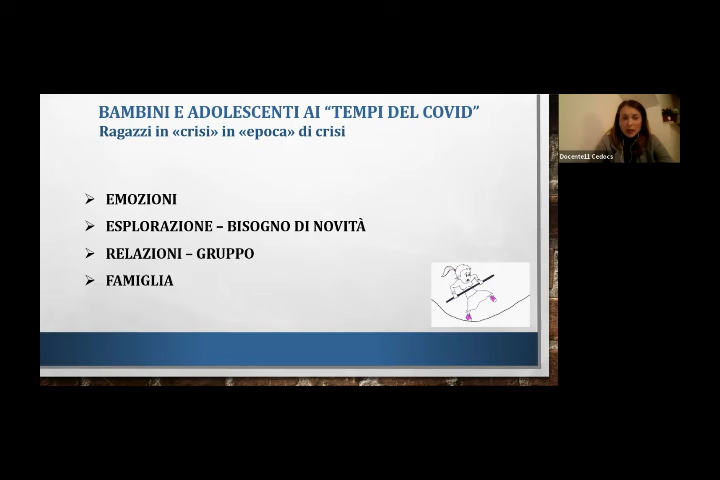 BAMBINI E ADOLESCENTI AI “TEMPI DEL COVID”
Ragazzi in «crisi» in «epoca» di crisi
EMOZIONI
ESPLORAZIONE – BISOGNO DI NOVITÀ
RELAZIONI – GRUPPO
FAMIGLIA
Docente11 Cedocs